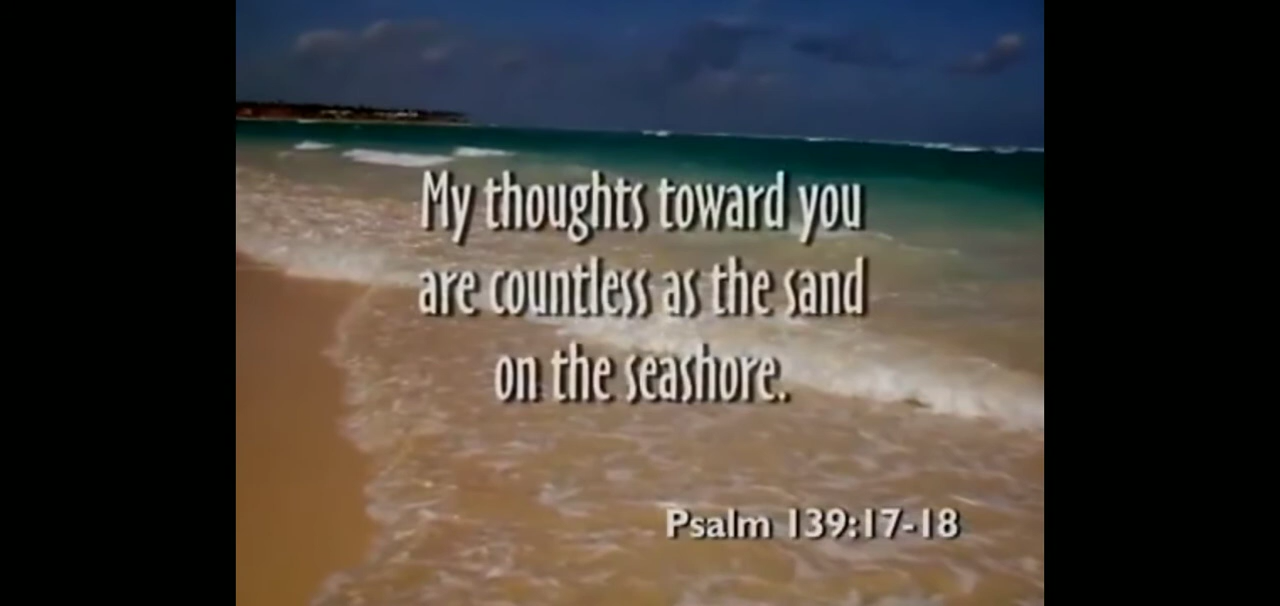 My thoughts toward you
are countless as the sand
on the seashore.
Psalm 139:17-18